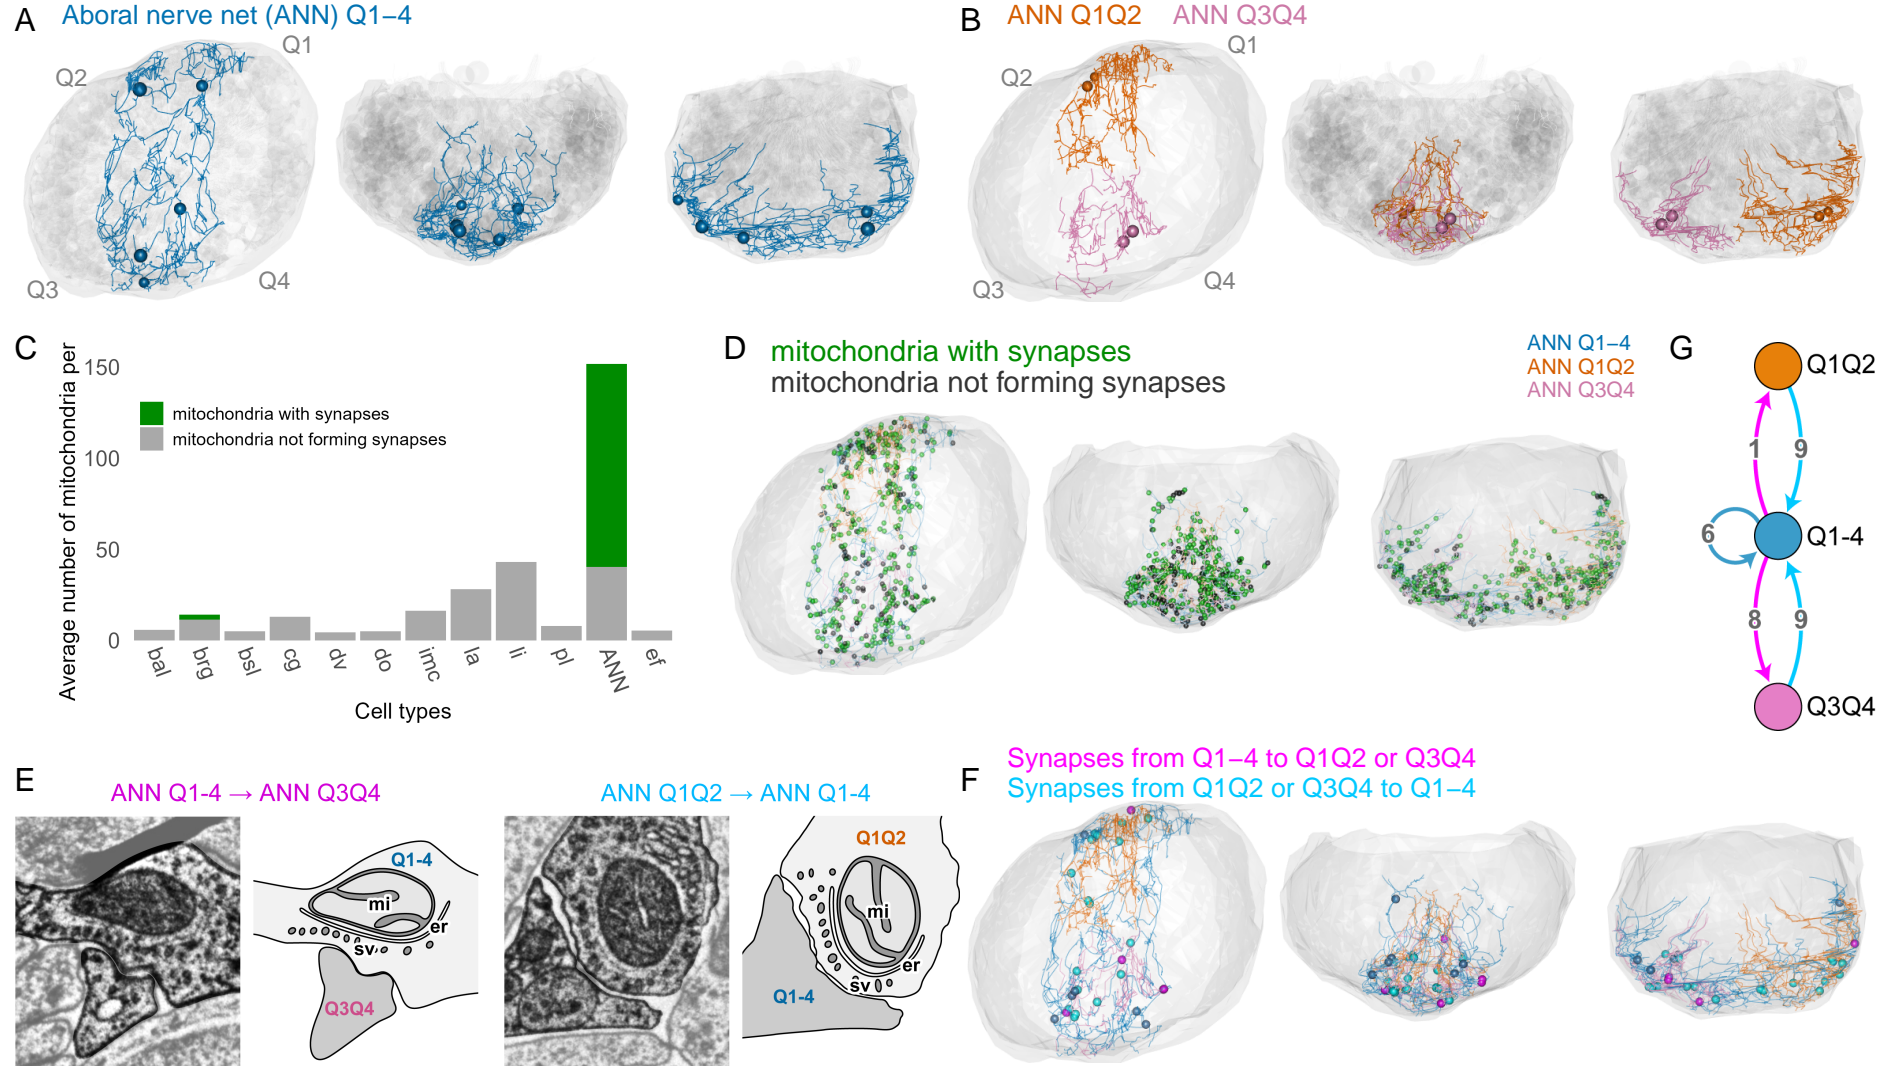 A
Aboral nerve net (ANN) Q1–4
Q1
Q2
Q3
Q4
B
ANN Q1Q2 ANN Q3Q4
Q1
Q2
Q3
Q4
C
Average number of mitochondria per
150
100
50
0
mitochondria with synapses
mitochondria not forming synapses
bal
brg
bsl
cg
dv
do
imc
la
li
pl
ANN
ef
Cell types
D
mitochondria with synapses
mitochondria not forming synapses
ANN Q1–4
ANN Q1Q2
ANN Q3Q4
G
Q1Q2
1
9
6
Q1-4
8
9
Q3Q4
E
ANN Q1-4 → ANN Q3Q4
Q1-4
mi
er
sv
Q3Q4
ANN Q1Q2 → ANN Q1-4
Q1Q2
mi
er
sv
Q1-4
F
Synapses from Q1–4 to Q1Q2 or Q3Q4
Synapses from Q1Q2 or Q3Q4 to Q1–4